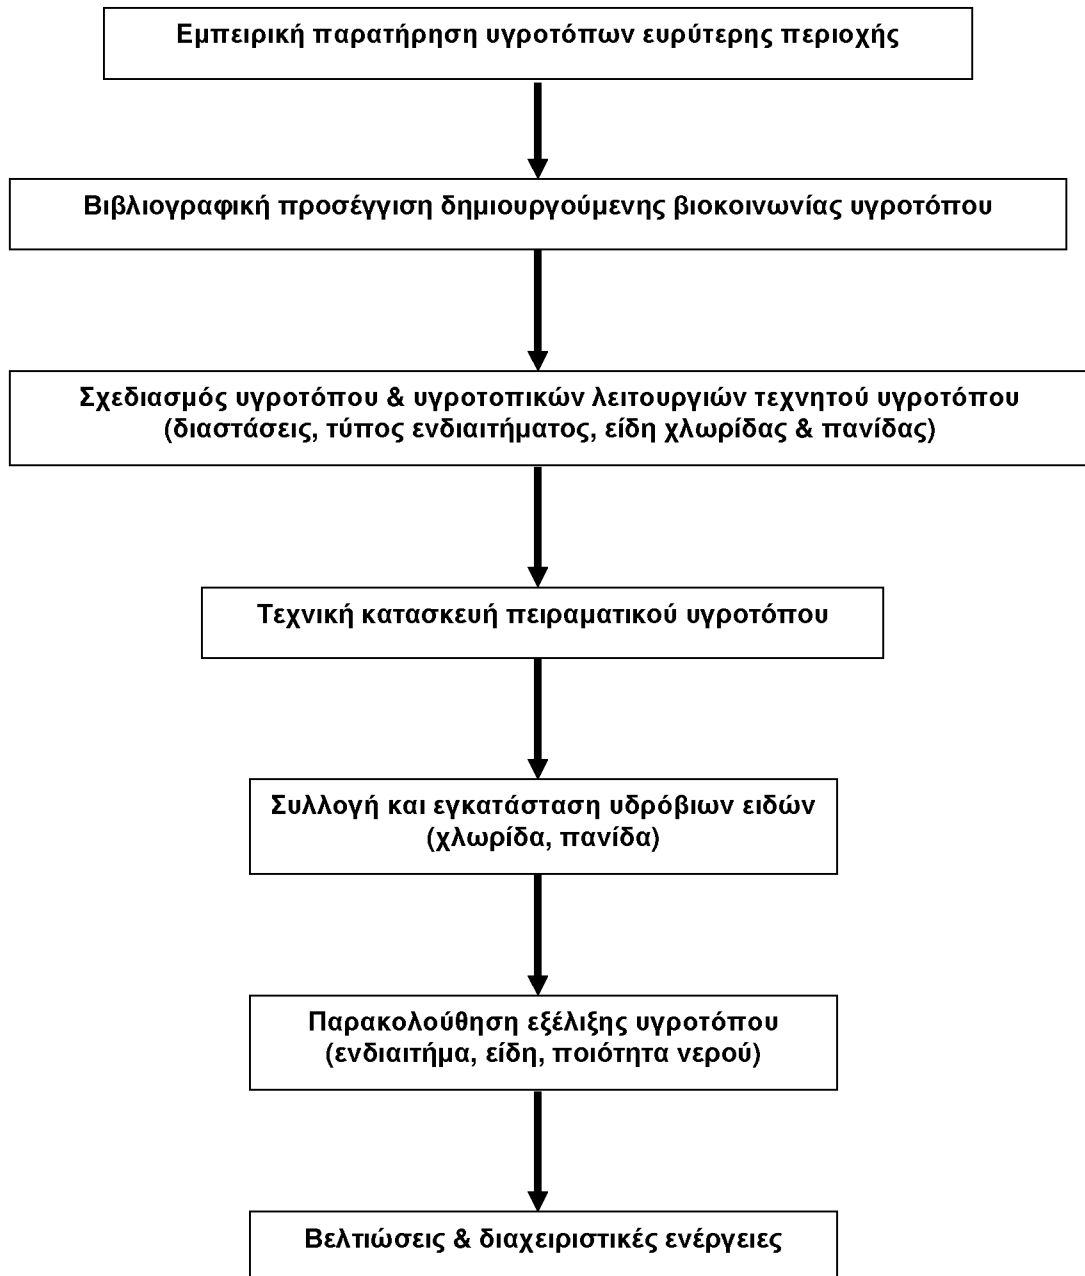 Εμπειρική παρατήρηση υγροτόπων ευρύτερης περιοχής
Βιβλιογραφική προσέγγιση δημιουργούμενης βιοκοινωνίας υγροτόπου
Σχεδιασμός υγροτόπου & υγροτοπικών λειτουργιών τεχνητού υγροτόπου
(διαστάσεις, τύπος ενδιαιτήματος, είδη χλωρίδας & πανίδας)
Τεχνική κατασκευή πειραματικού υγροτόπου
Συλλογή και εγκατάσταση υδρόβιων ειδών
(χλωρίδα, πανίδα)
Παρακολούθηση εξέλιξης υγροτόπου
(ενδιαιτήμα, είδη, ποιότητα νερού)
Βελτιώσεις & διαχειριστικές ενέργειες